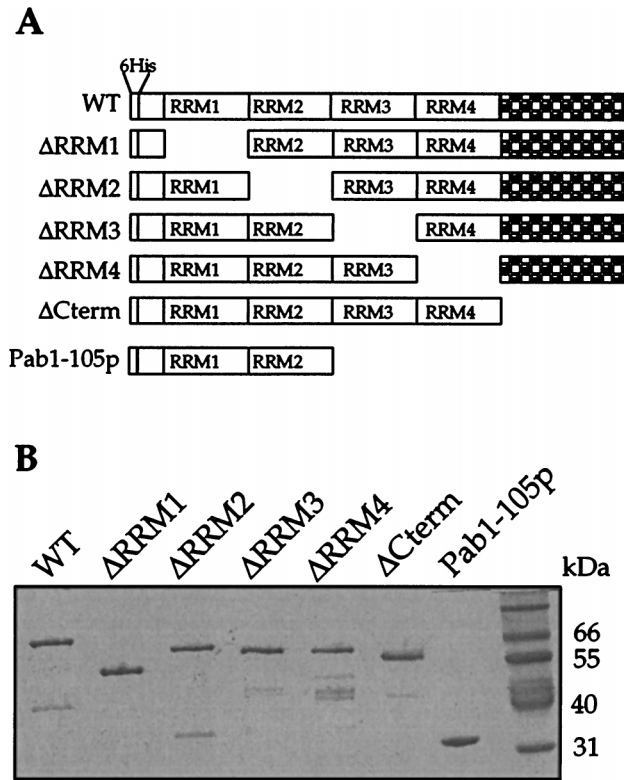 A
6His
WT RRM1 RRM2 RRM3 RRM4
ΔRRM1 RRM2 RRM3 RRM4
ΔRRM2 RRM1 RRM3 RRM4
ΔRRM3 RRM1 RRM2 RRM4
ΔRRM4 RRM1 RRM2 RRM3
ΔCterm RRM1 RRM2 RRM3 RRM4
Pab1-105p RRM1 RRM2
B
WT ΔRRM1 ΔRRM2 ΔRRM3 ΔRRM4 ΔCterm Pab1-105p kDa
66
55
40
31